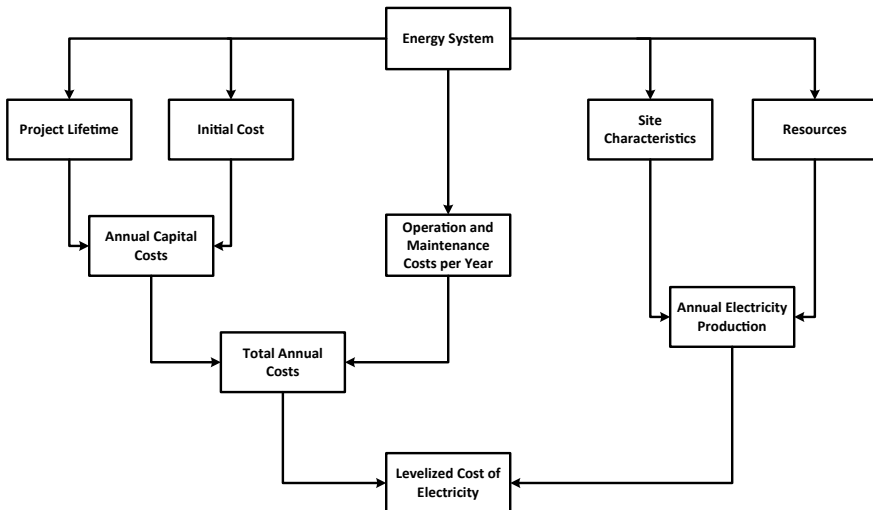 Energy System
Project Lifetime
Initial Cost
Site
Characteristics
Resources
Annual Capital
Costs
Operation and
Maintenance
Costs per Year
Annual Electricity
Production
Total Annual
Costs
Levelized Cost of
Electricity